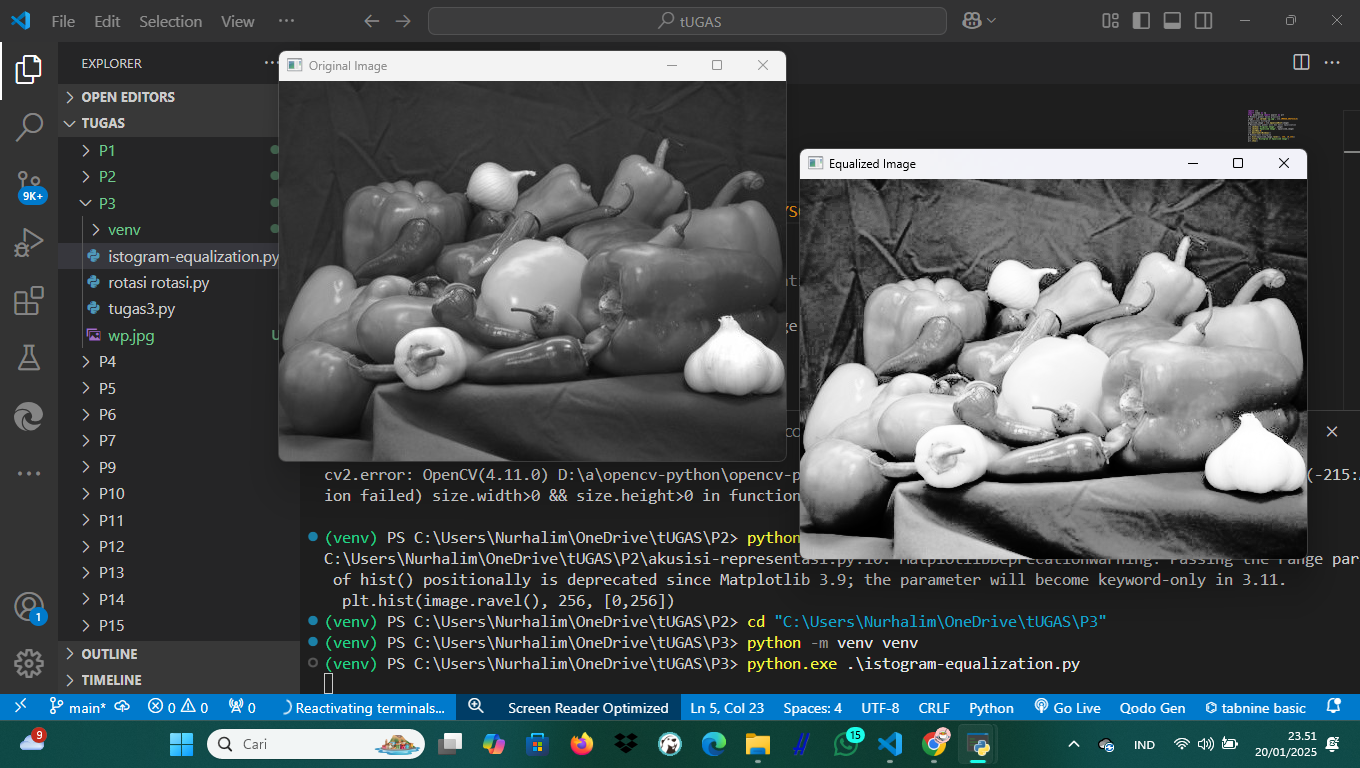 File Edit Selection View ··· tUGAS
EXPLORER ···
OPEN EDITORS
TUGAS
P1
P2
P3
venv
istogram-equalization.py
rotasi rotasi.py
tugas3.py
wp.jpg U
P4
P5
P6
P7
P9
P10
P11
P12
P13
P14
P15
OUTLINE
TIMELINE
9K+
1
Original Image
Equalized Image
cv2.error: OpenCV(4.11.0) D:\a\opencv-python\opencv-p (-215:
ion failed) size.width>0 && size.height>0 in function
(venv) PS C:\Users\Nurhalim\OneDrive\tUGAS\P2> python
C:\Users\Nurhalim\OneDrive\tUGAS\P2\akusisi-representasi.py:10: MatplotlibDeprecationWarning: Passing the range par
of hist() positionally is deprecated since Matplotlib 3.9; the parameter will become keyword-only in 3.11.
plt.hist(image.ravel(), 256, [0,256])
(venv) PS C:\Users\Nurhalim\OneDrive\tUGAS\P2> cd "C:\Users\Nurhalim\OneDrive\tUGAS\P3"
(venv) PS C:\Users\Nurhalim\OneDrive\tUGAS\P3> python -m venv venv
(venv) PS C:\Users\Nurhalim\OneDrive\tUGAS\P3> python.exe .\istogram-equalization.py
main* 0 0 0 Reactivating terminals... Screen Reader Optimized Ln 5, Col 23 Spaces: 4 UTF-8 CRLF Python Go Live Qodo Gen tabnine basic
9 Cari 15 IND 23.51
20/01/2025